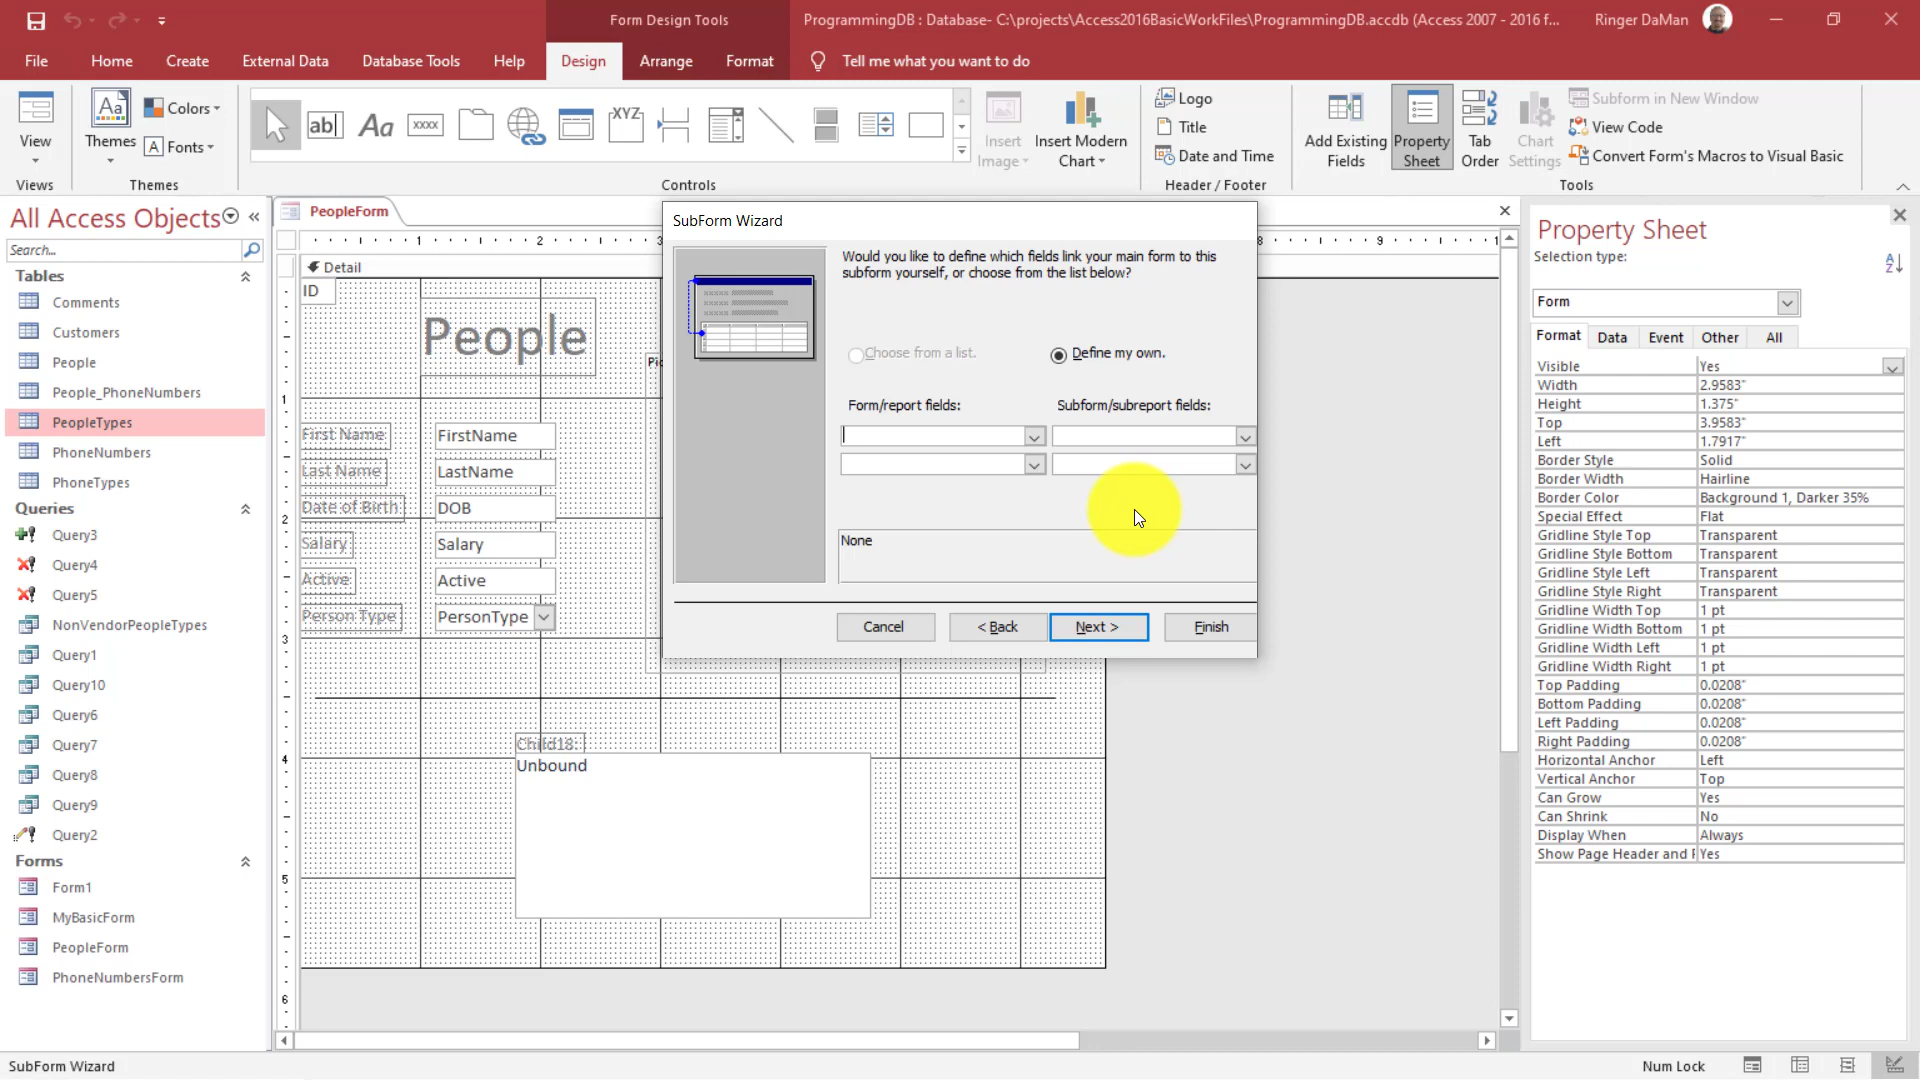 Form Design Tools
ProgrammingDB : Database- C:\projects\Access2016BasicWorkFiles\ProgrammingDB.accdb (Access 2007 - 2016 f...
Ringer DaMan
File
Home
Create
External Data
Database Tools
Help
Design
Arrange
Format
Tell me what you want to do
View
Themes
Colors
Fonts
ab
Aa
xxxx
XYZ
Insert Image
Insert Modern Chart
Logo
Title
Date and Time
Add Existing Fields
Property Sheet
Tab Order
Chart Settings
Subform in New Window
View Code
Convert Form's Macros to Visual Basic
Views
Themes
Controls
Header / Footer
Tools
All Access Objects
Search...
Tables
Comments
Customers
People
People_PhoneNumbers
PeopleTypes
PhoneNumbers
PhoneTypes
Queries
Query3
Query4
Query5
NonVendorPeopleTypes
Query1
Query10
Query6
Query7
Query8
Query9
Query2
Forms
Form1
MyBasicForm
PeopleForm
PhoneNumbersForm
PeopleForm
Detail
ID
People
Pic
First Name
FirstName
Last Name
LastName
Date of Birth
DOB
Salary
Salary
Active
Active
Person Type
PersonType
Child18:
Unbound
SubForm Wizard
Would you like to define which fields link your main form to this
subform yourself, or choose from the list below?
Choose from a list.
Define my own.
Form/report fields:
Subform/subreport fields:
None
Cancel
< Back
Next >
Finish
Property Sheet
Selection type:
Form
Format
Data
Event
Other
All
Visible Yes
Width 2.9583"
Height 1.375"
Top 3.9583"
Left 1.7917"
Border Style Solid
Border Width Hairline
Border Color Background 1, Darker 35%
Special Effect Flat
Gridline Style Top Transparent
Gridline Style Bottom Transparent
Gridline Style Left Transparent
Gridline Style Right Transparent
Gridline Width Top 1 pt
Gridline Width Bottom 1 pt
Gridline Width Left 1 pt
Gridline Width Right 1 pt
Top Padding 0.0208"
Bottom Padding 0.0208"
Left Padding 0.0208"
Right Padding 0.0208"
Horizontal Anchor Left
Vertical Anchor Top
Can Grow Yes
Can Shrink No
Display When Always
Show Page Header and F Yes
SubForm Wizard
Num Lock